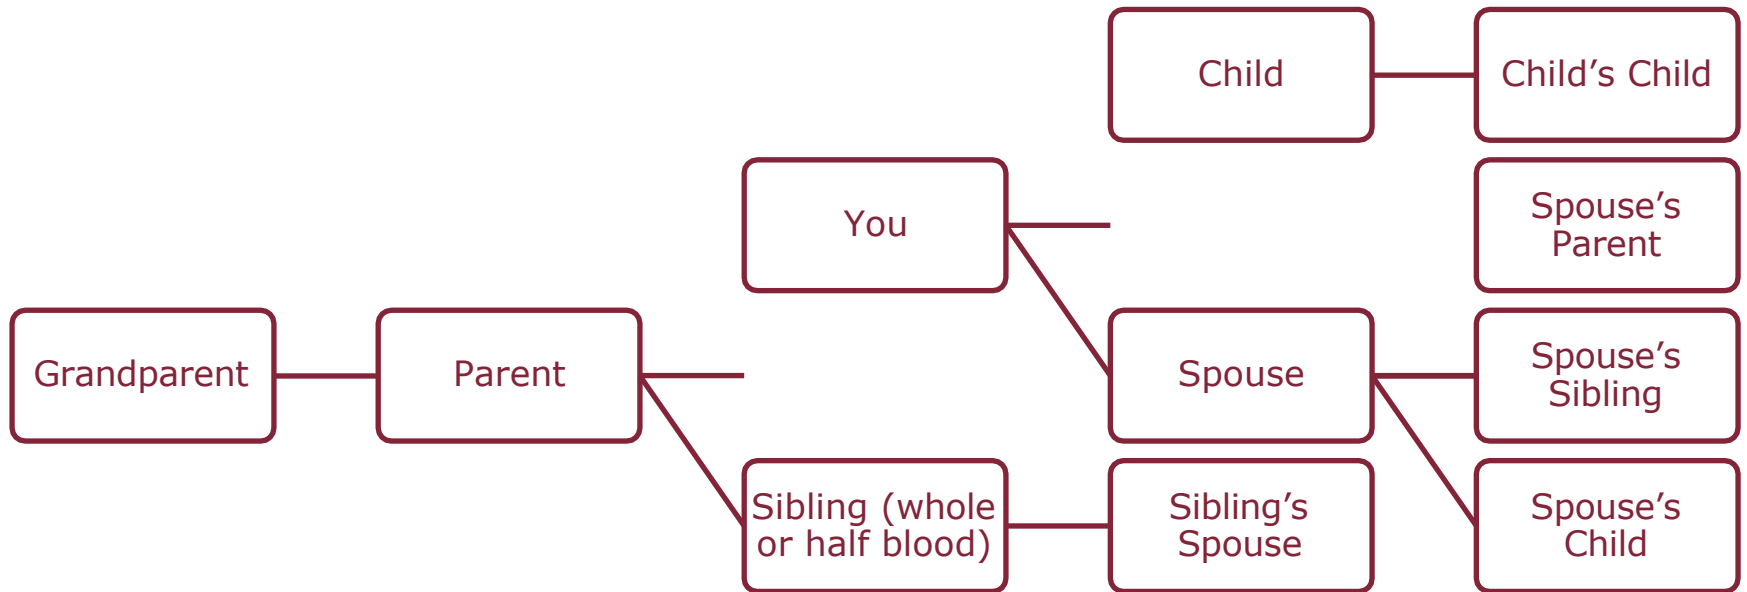 Child
Child’s Child
You
Spouse’s
Parent
Grandparent
Parent
Spouse
Spouse’s
Sibling
Sibling (whole
or half blood)
Sibling’s
Spouse
Spouse’s
Child